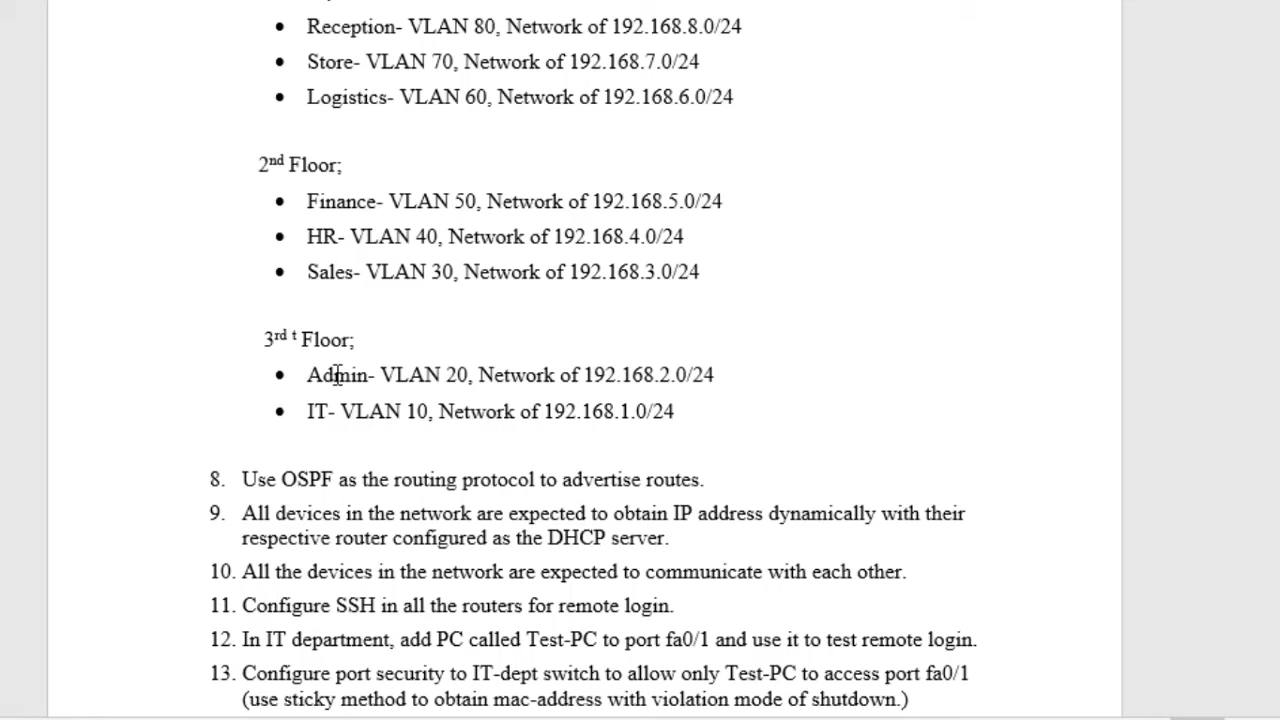 • Reception- VLAN 80, Network of 192.168.8.0/24
• Store- VLAN 70, Network of 192.168.7.0/24
• Logistics- VLAN 60, Network of 192.168.6.0/24
2nd Floor;
• Finance- VLAN 50, Network of 192.168.5.0/24
• HR- VLAN 40, Network of 192.168.4.0/24
• Sales- VLAN 30, Network of 192.168.3.0/24
3rd t Floor;
• Admin- VLAN 20, Network of 192.168.2.0/24
• IT- VLAN 10, Network of 192.168.1.0/24
8. Use OSPF as the routing protocol to advertise routes.
9. All devices in the network are expected to obtain IP address dynamically with their
respective router configured as the DHCP server.
10. All the devices in the network are expected to communicate with each other.
11. Configure SSH in all the routers for remote login.
12. In IT department, add PC called Test-PC to port fa0/1 and use it to test remote login.
13. Configure port security to IT-dept switch to allow only Test-PC to access port fa0/1
(use sticky method to obtain mac-address with violation mode of shutdown.)